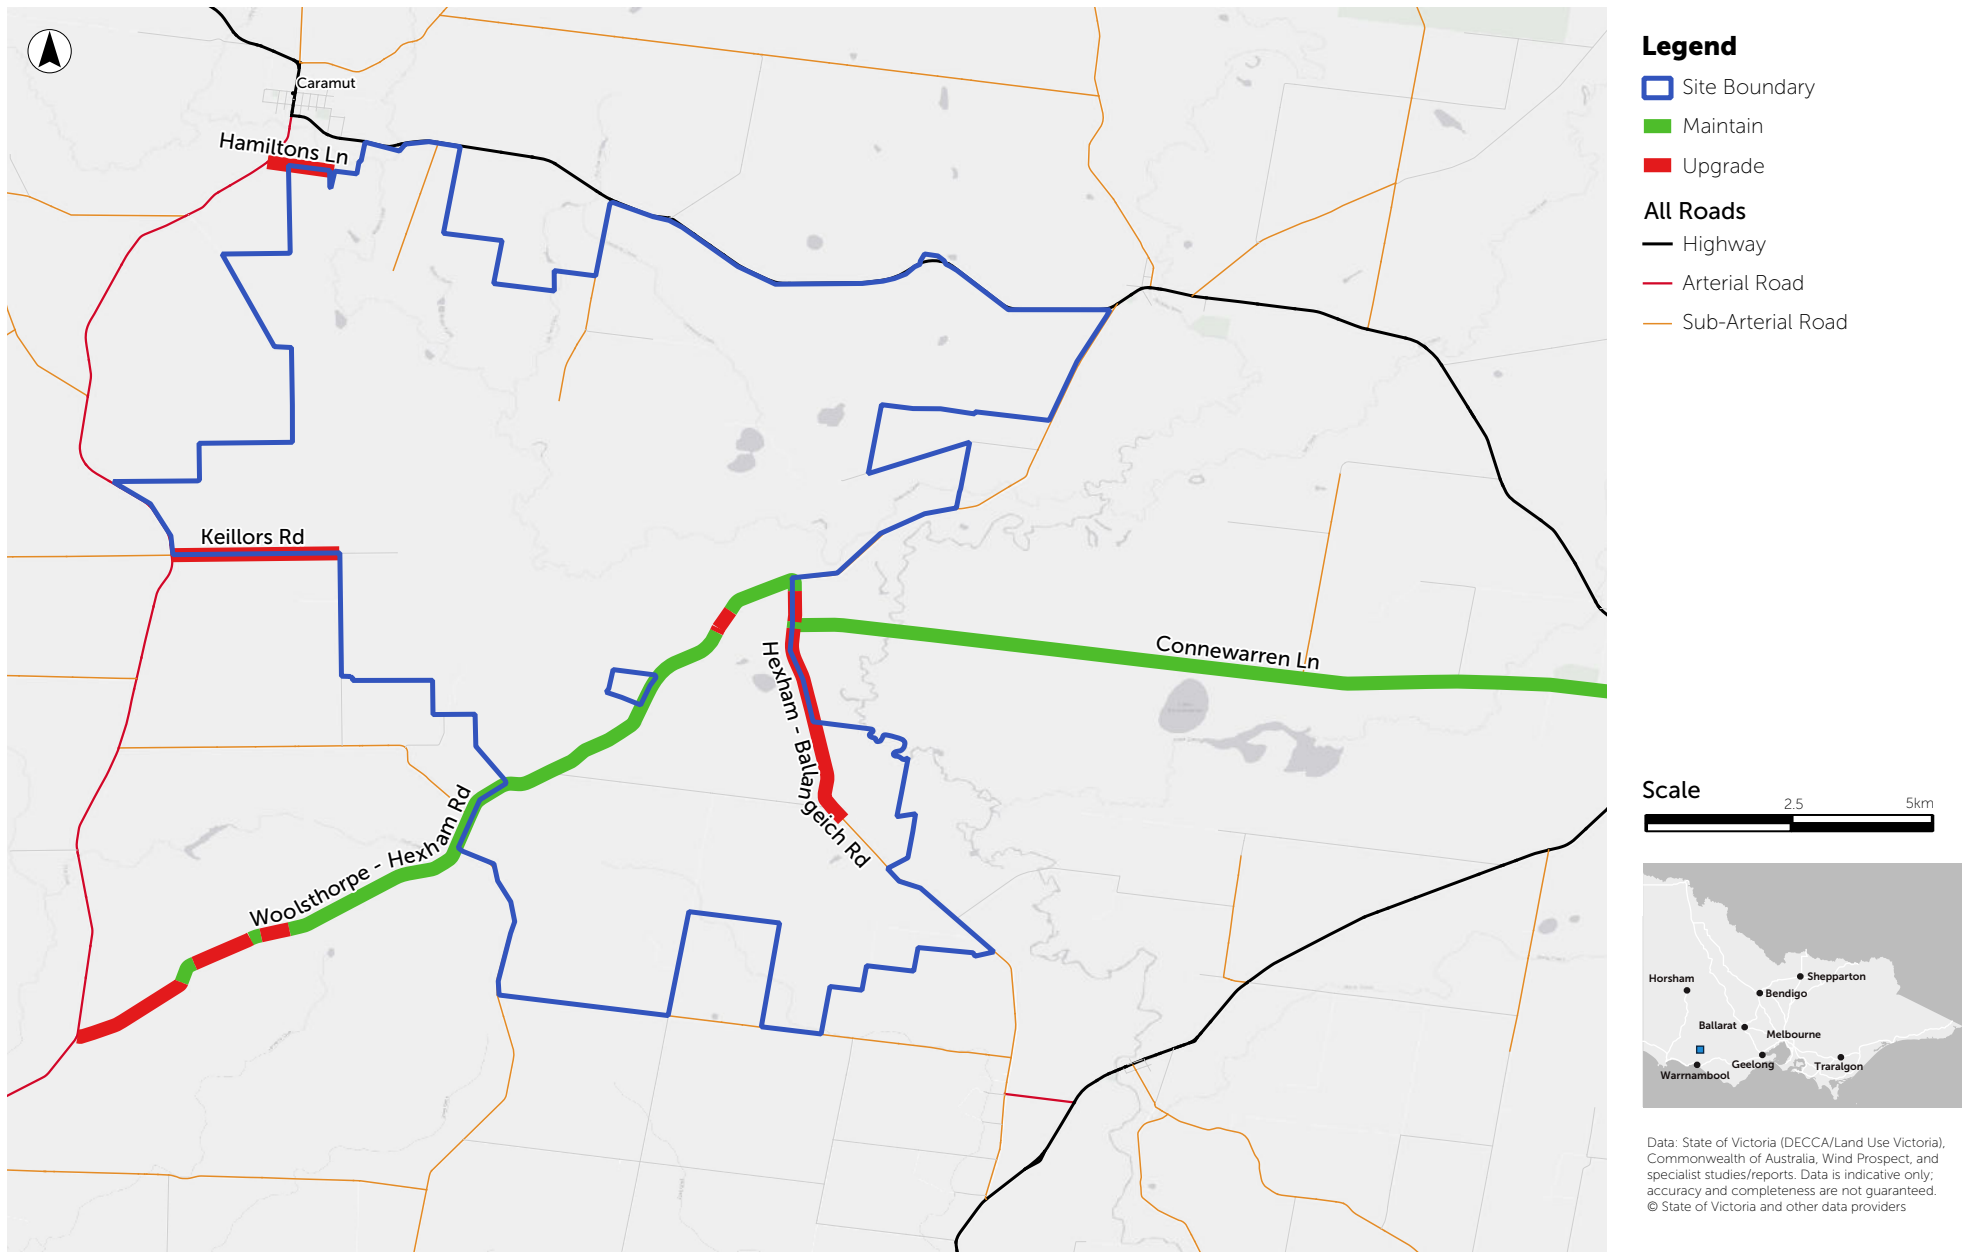 Caramut
Hamiltons Ln
Keillors Rd
Connewarren Ln
Hexham - Ballangeich Rd
Woolsthorpe - Hexham Rd
Legend
Site Boundary
Maintain
Upgrade
All Roads
Highway
Arterial Road
Sub-Arterial Road
Scale
2.5 5km
Horsham
Shepparton
Bendigo
Ballarat
Melbourne
Geelong
Traralgon
Warrnambool
Data: State of Victoria (DECCA/Land Use Victoria),
Commonwealth of Australia, Wind Prospect, and
specialist studies/reports. Data is indicative only;
accuracy and completeness are not guaranteed.
© State of Victoria and other data providers